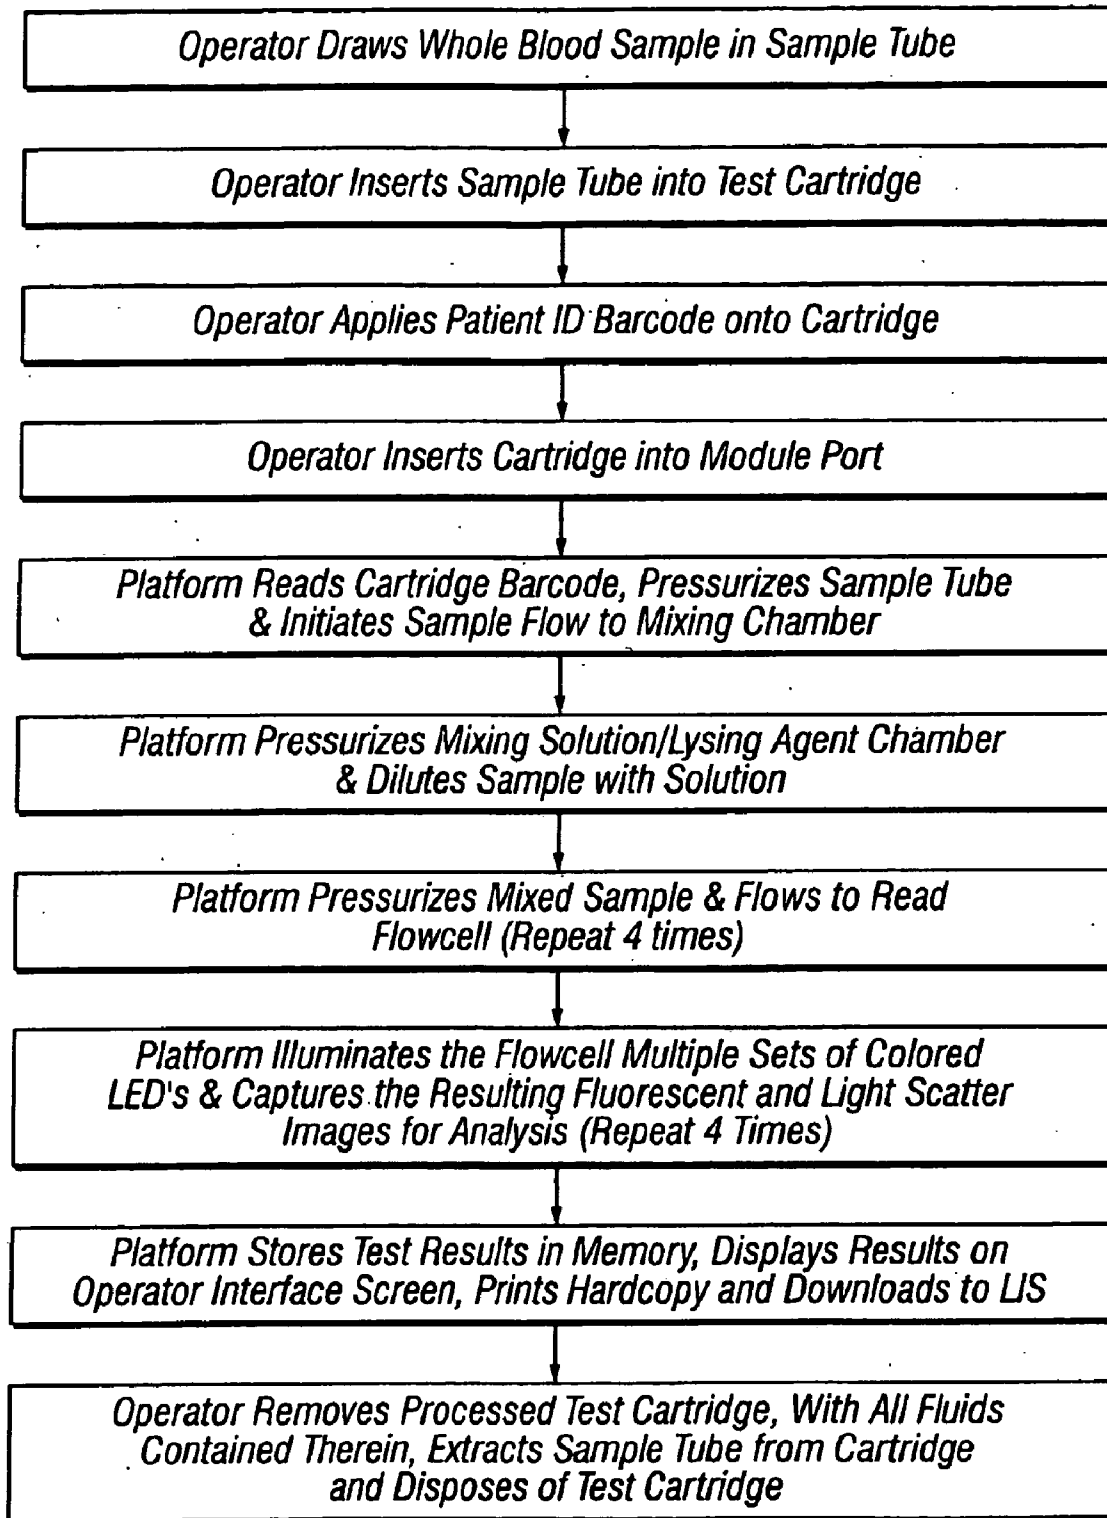 Operator Draws Whole Blood Sample in Sample Tube
Operator Inserts Sample Tube into Test Cartridge
Operator Applies Patient ID Barcode onto Cartridge
Operator Inserts Cartridge into Module Port
Platform Reads Cartridge Barcode, Pressurizes Sample Tube
& Initiates Sample Flow to Mixing Chamber
Platform Pressurizes Mixing Solution/Lysing Agent Chamber
& Dilutes Sample with Solution
Platform Pressurizes Mixed Sample & Flows to Read
Flowcell (Repeat 4 times)
Platform Illuminates the Flowcell Multiple Sets of Colored
LED's & Captures the Resulting Fluorescent and Light Scatter
Images for Analysis (Repeat 4 Times)
Platform Stores Test Results in Memory, Displays Results on
Operator Interface Screen, Prints Hardcopy and Downloads to LIS
Operator Removes Processed Test Cartridge, With All Fluids
Contained Therein, Extracts Sample Tube from Cartridge
and Disposes of Test Cartridge